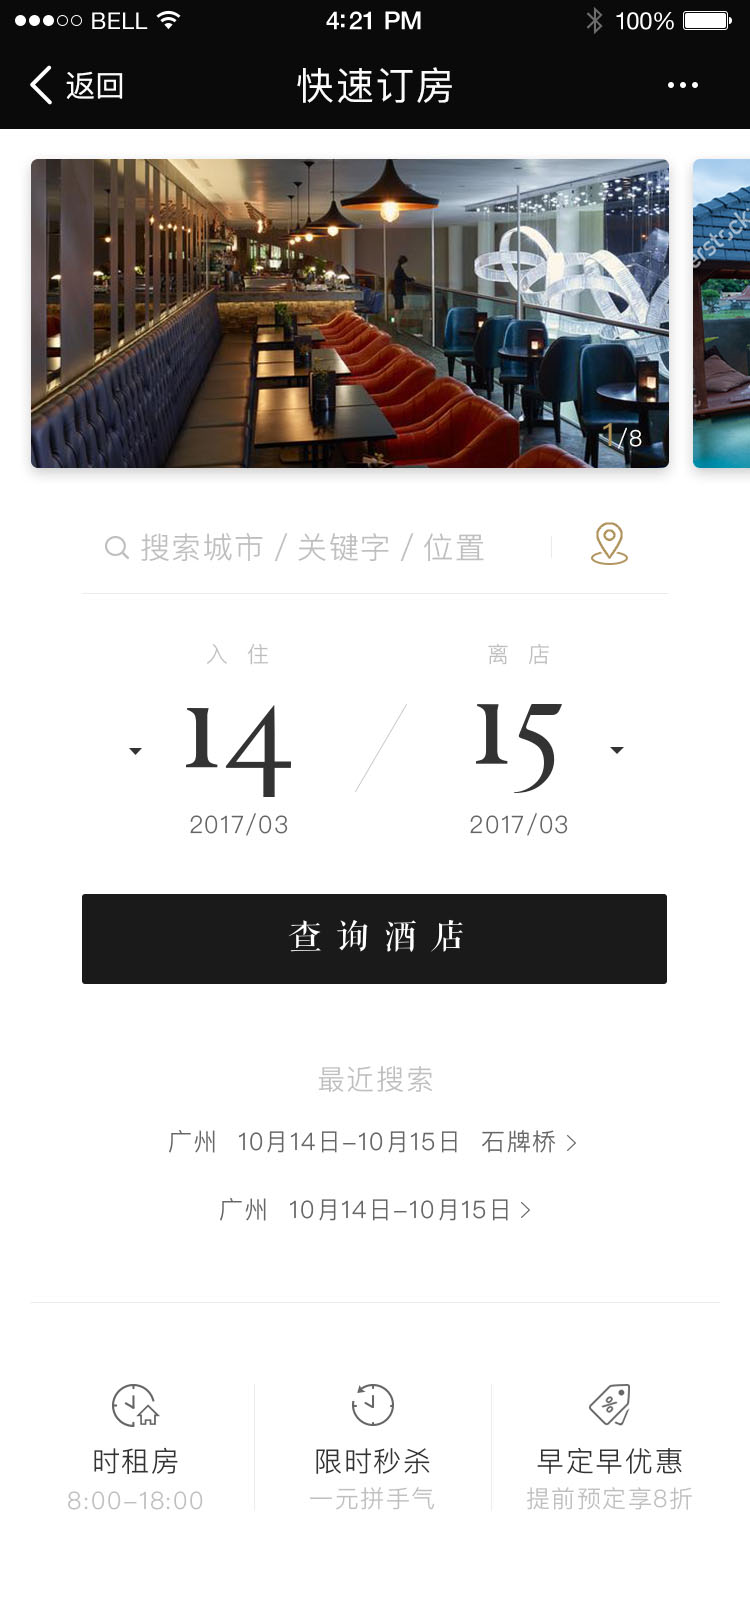 BELL 4:21 PM 100%
返回 快速订房
1/8
搜索城市 / 关键字 / 位置
入住 离店
14 15
2017/03 2017/03
查询酒店
最近搜索
广州 10月14日-10月15日 石牌桥
广州 10月14日-10月15日
时租房 限时秒杀 早定早优惠
8:00-18:00 一元拼手气 提前预定享8折